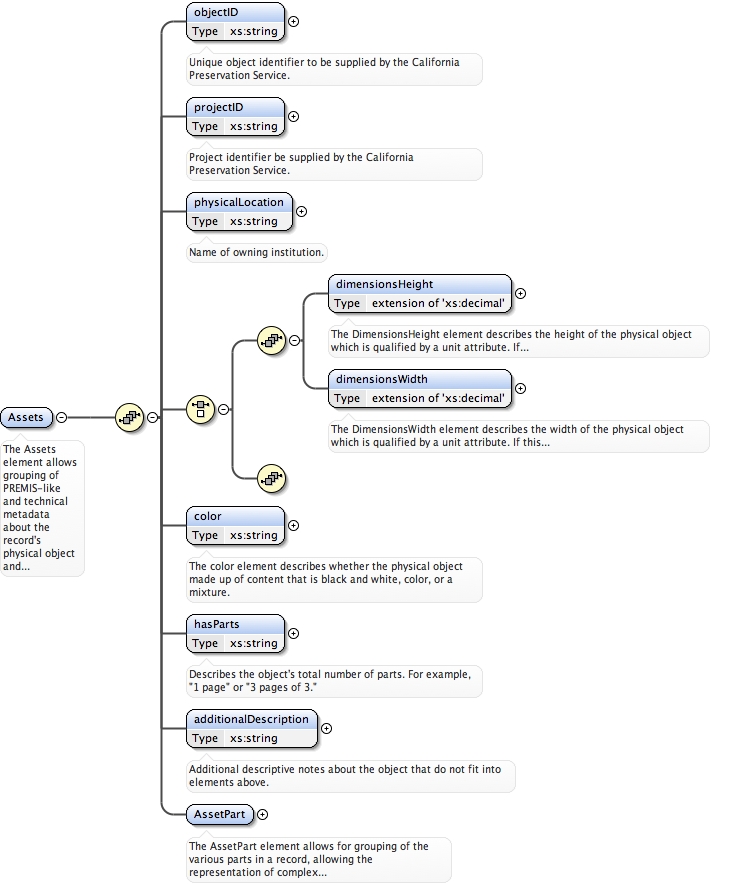 objectID
Type xs:string
Unique object identifier to be supplied by the California
Preservation Service.
projectID
Type xs:string
Project identifier be supplied by the California
Preservation Service.
physicalLocation
Type xs:string
Name of owning institution.
dimensionsHeight
Type extension of 'xs:decimal'
The DimensionsHeight element describes the height of the physical object
which is qualified by a unit attribute. If...
dimensionsWidth
Type extension of 'xs:decimal'
The DimensionsWidth element describes the width of the physical object
which is qualified by a unit attribute. If this...
Assets
The Assets
element allows
grouping of
PREMIS-like
and technical
metadata
about the
record's
physical object
and...
color
Type xs:string
The color element describes whether the physical object
made up of content that is black and white, color, or a
mixture.
hasParts
Type xs:string
Describes the object's total number of parts. For example,
"1 page" or "3 pages of 3."
additionalDescription
Type xs:string
Additional descriptive notes about the object that do not fit into
elements above.
AssetPart
The AssetPart element allows for grouping of the
various parts in a record, allowing the
representation of complex...